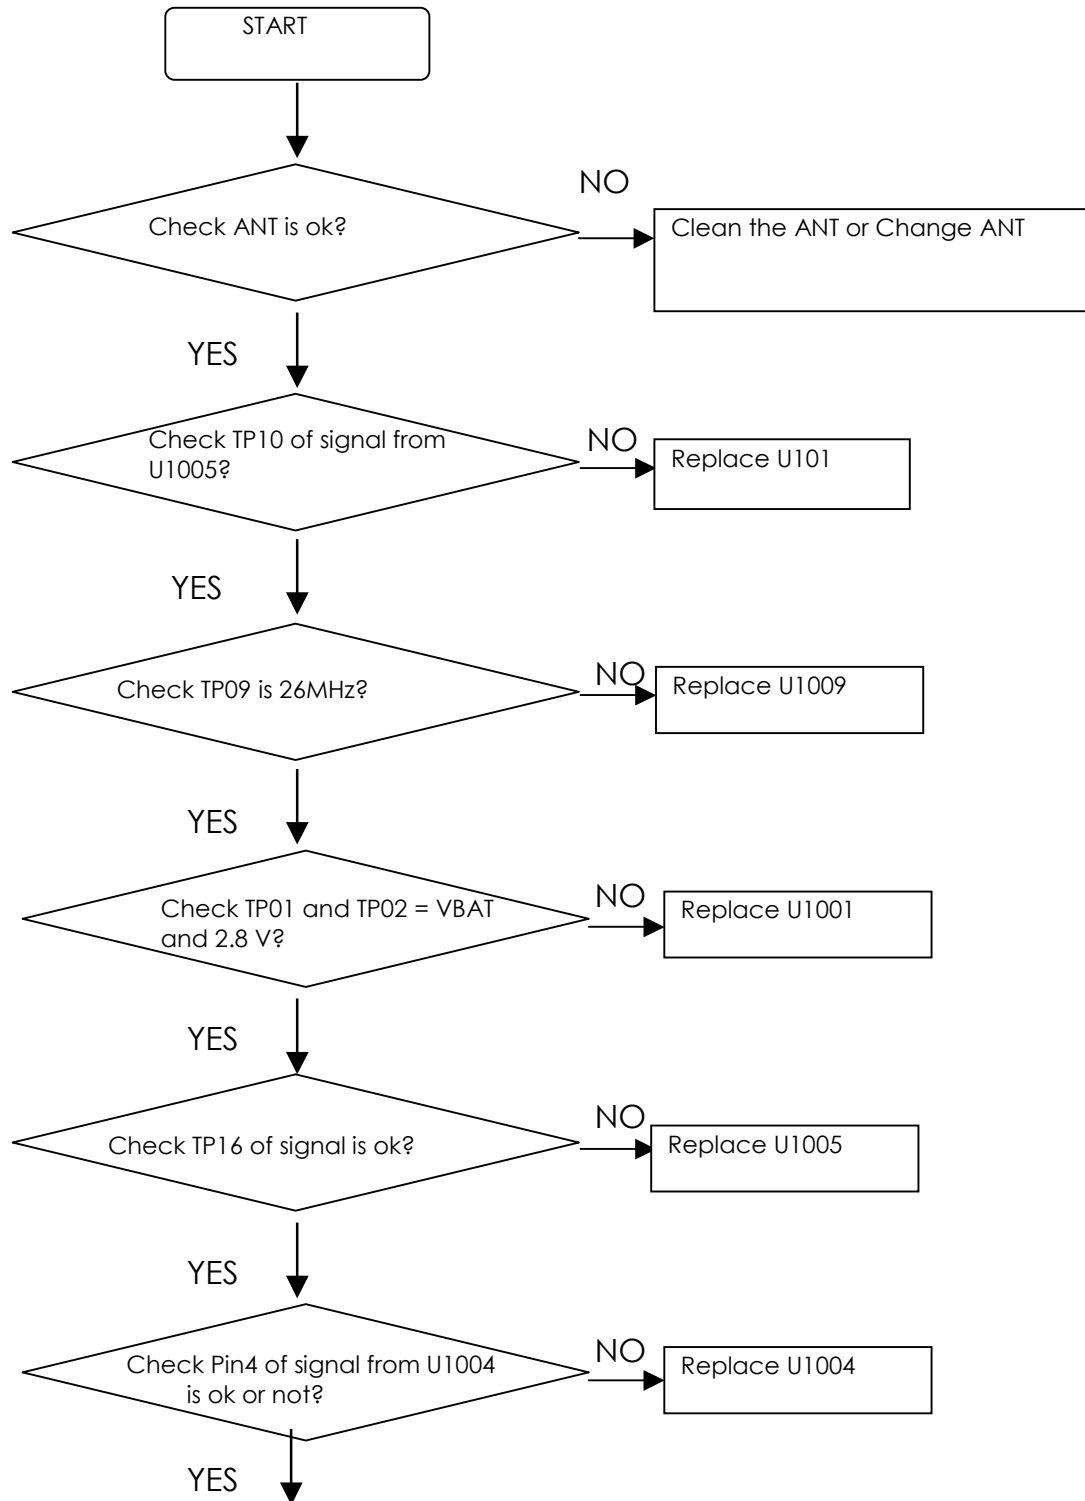 START
NO
Check ANT is ok?
Clean the ANT or Change ANT
YES
Check TP10 of signal from
U1005?
NO
Replace U101
YES
Check TP09 is 26MHz?
NO
Replace U1009
YES
Check TP01 and TP02 = VBAT
and 2.8 V?
NO
Replace U1001
YES
Check TP16 of signal is ok?
NO
Replace U1005
YES
Check Pin4 of signal from U1004
is ok or not?
NO
Replace U1004
YES